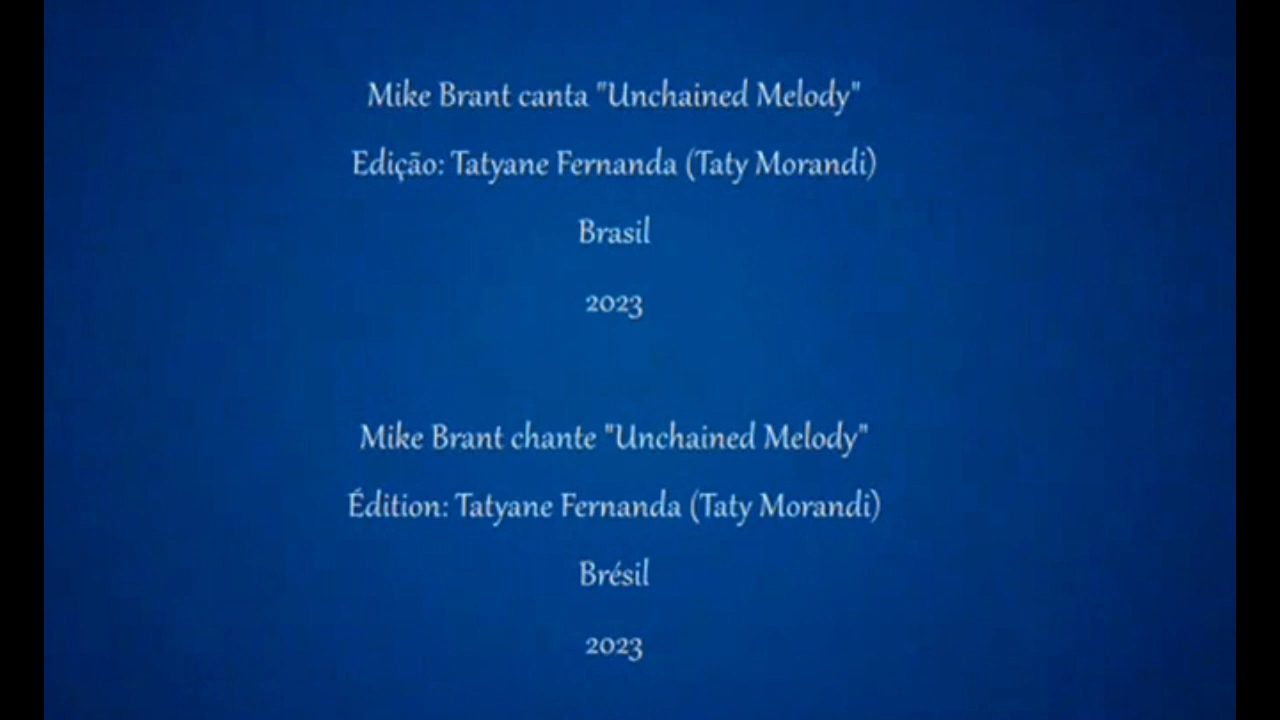 Mike Brant canta "Unchained Melody"
Edição: Tatyane Fernanda (Taty Morandi)
Brasil
2023
Mike Brant chante "Unchained Melody"
Édition: Tatyane Fernanda (Taty Morandi)
Brésil
2023